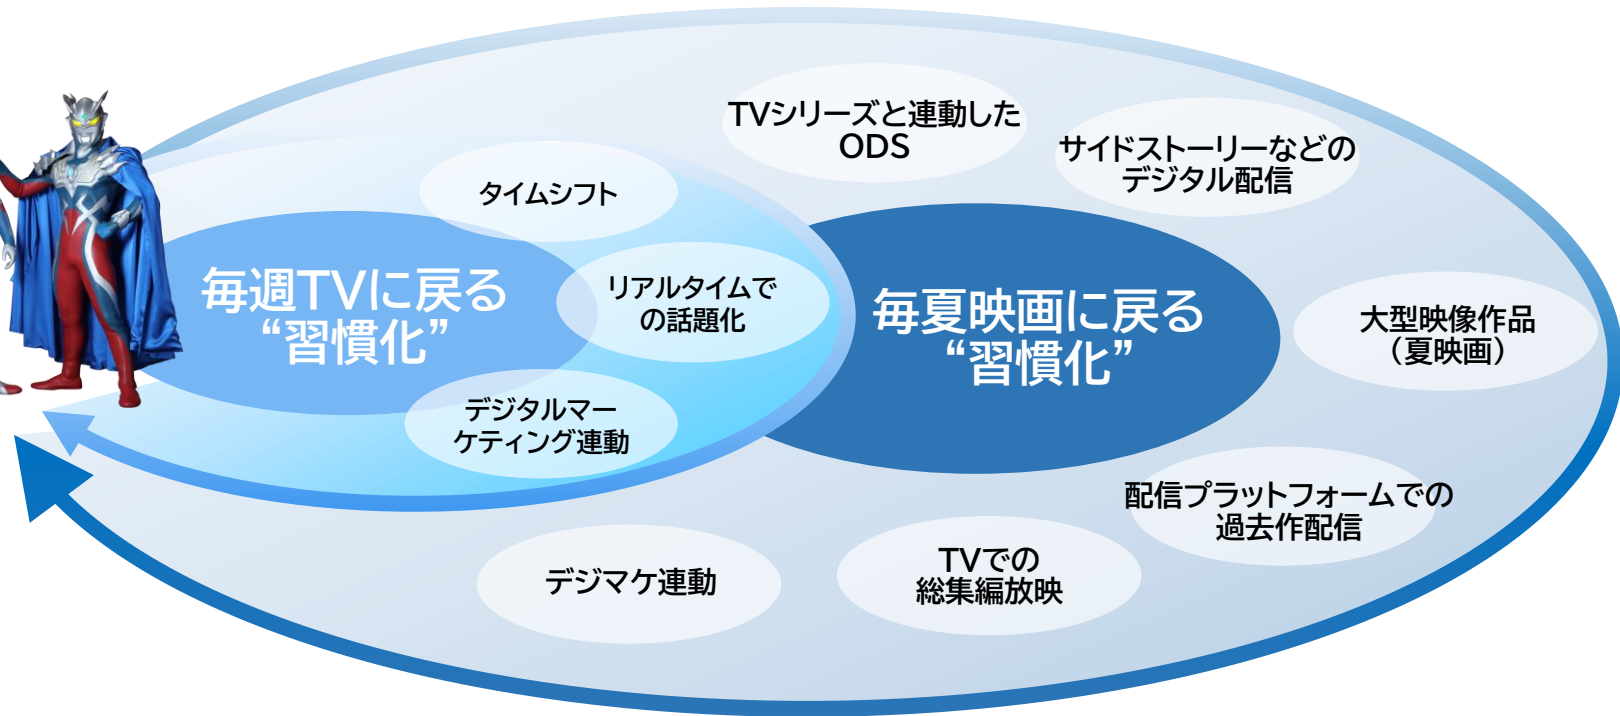 TVシリーズと連動した
ODS
サイドストーリーなどの
デジタル配信
タイムシフト
毎週TVに戻る
“習慣化”
リアルタイムで
の話題化
毎夏映画に戻る
“習慣化”
大型映像作品
（夏映画）
デジタルマー
ケティング連動
配信プラットフォームでの
過去作配信
デジマケ連動
TVでの
総集編放映